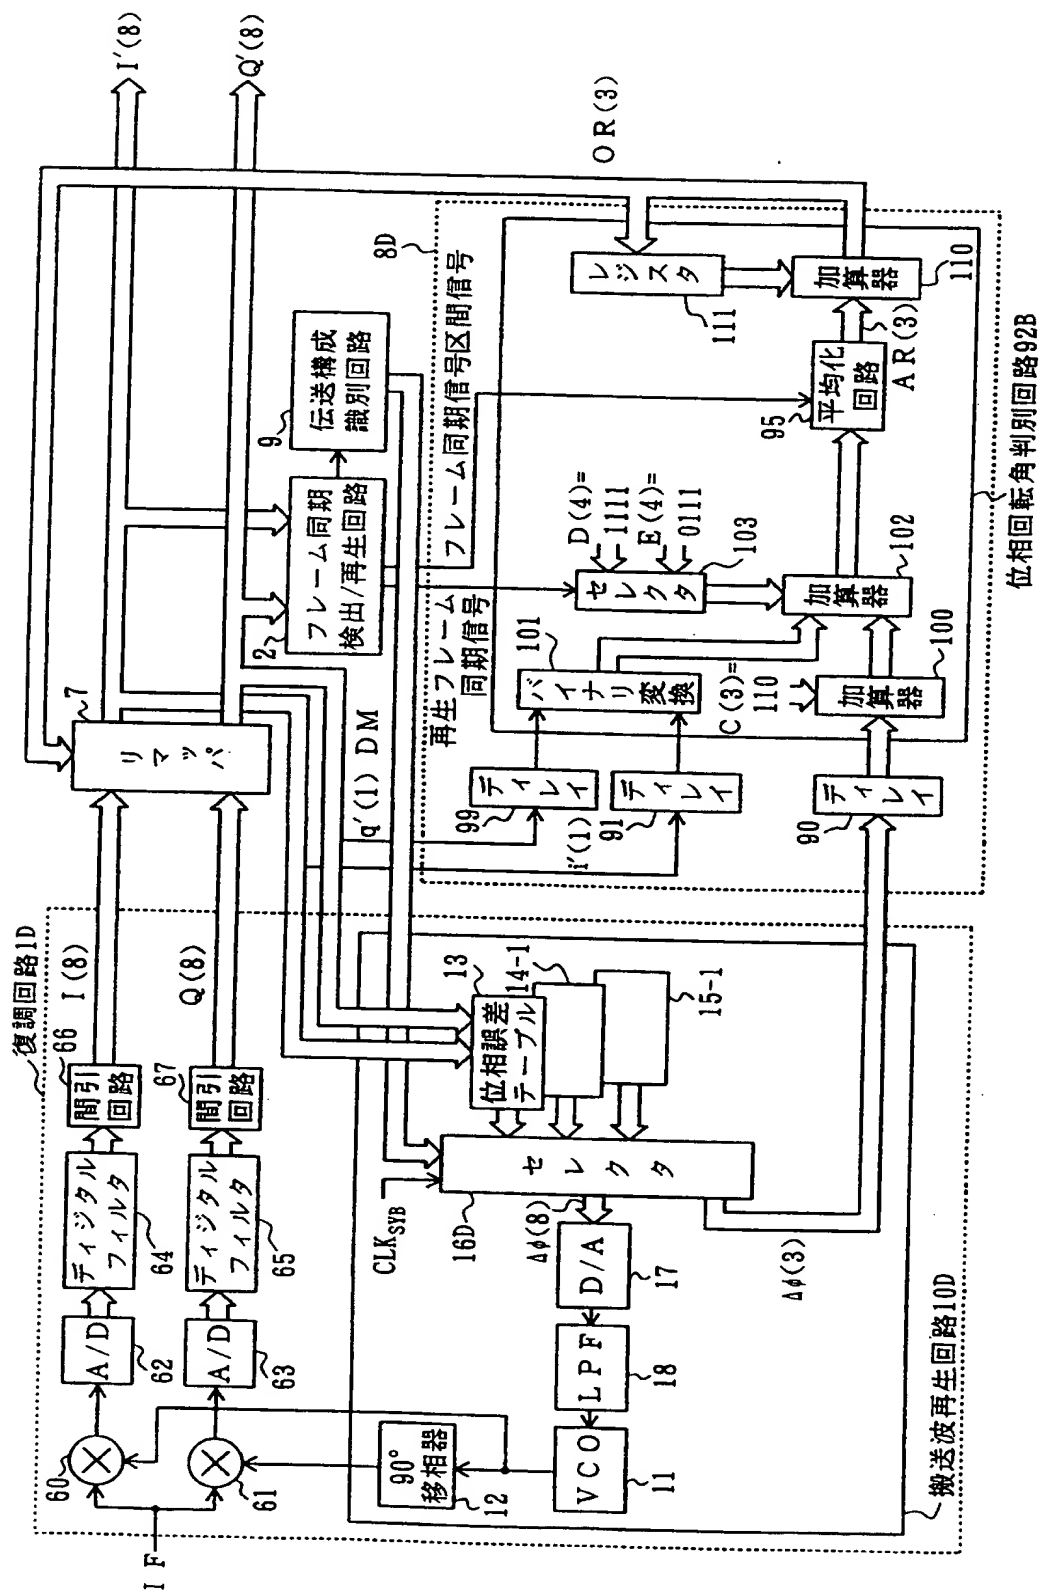 復調回路1D
IF
60
61
A/D
62
A/D
63
ディジタル
フィルタ
64
ディジタル
フィルタ
65
間引
回路
66
間引
回路
67
I(8)
Q(8)
リマッパ
7
I′(8)
Q′(8)
フレーム同期
検出/再生回路
2
伝送構成
識別回路
9
q′(1)
DM
i′(1)
再生フレーム
同期信号
フレーム同期信号区間信号
8D
OR(3)
ディレイ
99
ディレイ
91
ディレイ
90
バイナリ
変換
101
C(3)=
110
加算器
100
セレクタ
103
D(4)=
1111
E(4)=
0111
加算器
102
平均化
回路
95
AR(3)
レジスタ
111
加算器
110
位相回転角判別回路92B
90°
移相器
12
VCO
11
LPF
18
D/A
17
Δφ(8)
Δφ(3)
CLKSYB
セレクタ
16D
位相誤差
テーブル
13
14-1
15-1
搬送波再生回路10D